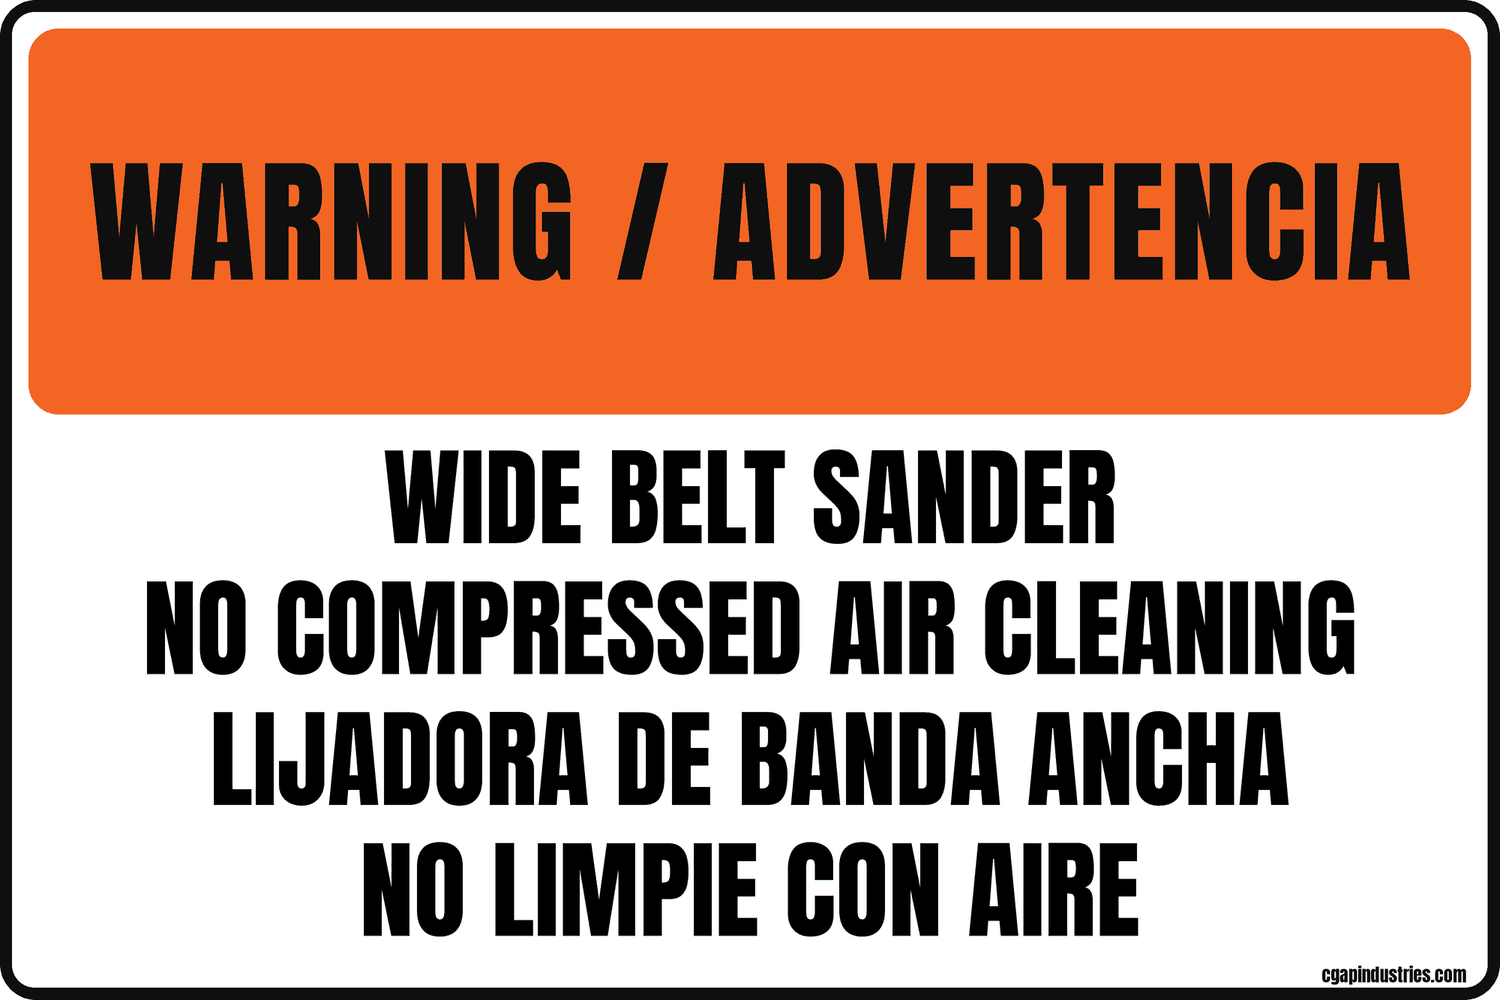 WARNING / ADVERTENCIA
WIDE BELT SANDER
NO COMPRESSED AIR CLEANING
LIJADORA DE BANDA ANCHA
NO LIMPIE CON AIRE
cgapindustries.com